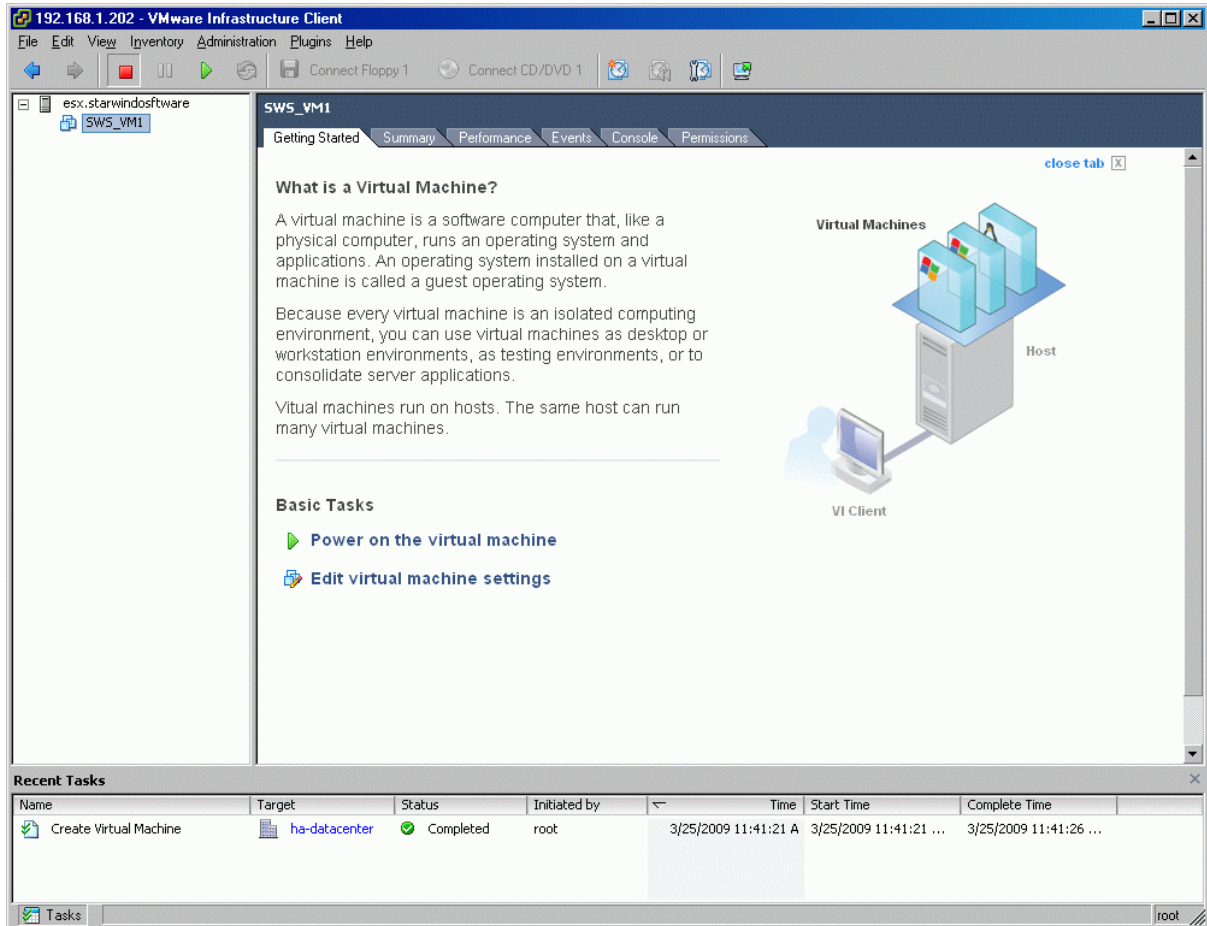 192.168.1.202 - VMware Infrastructure Client
File Edit View Inventory Administration Plugins Help
Connect Floppy 1 Connect CD/DVD 1
esx.starwindosftware
SWS_VM1
SWS_VM1
Getting Started Summary Performance Events Console Permissions
close tab X
What is a Virtual Machine?
A virtual machine is a software computer that, like a
physical computer, runs an operating system and
applications. An operating system installed on a virtual
machine is called a guest operating system.
Because every virtual machine is an isolated computing
environment, you can use virtual machines as desktop or
workstation environments, as testing environments, or to
consolidate server applications.
Vitual machines run on hosts. The same host can run
many virtual machines.
Virtual Machines
Host
VI Client
Basic Tasks
Power on the virtual machine
Edit virtual machine settings
Recent Tasks
Name Target Status Initiated by Time Start Time Complete Time
Create Virtual Machine ha-datacenter Completed root 3/25/2009 11:41:21 A 3/25/2009 11:41:21 ... 3/25/2009 11:41:26 ...
Tasks root